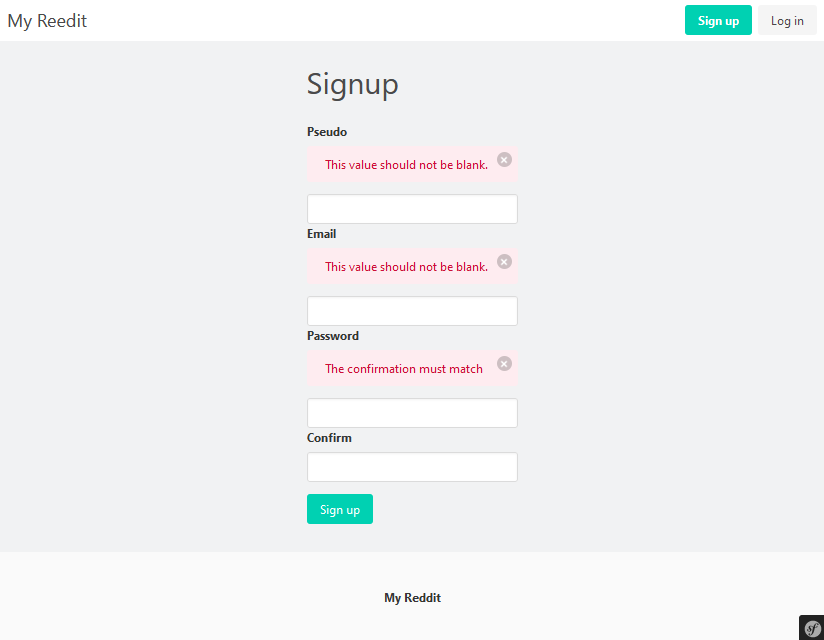 My Reedit
Sign up
Log in
Signup
Pseudo
This value should not be blank.
Email
This value should not be blank.
Password
The confirmation must match
Confirm
Sign up
My Reddit
sf